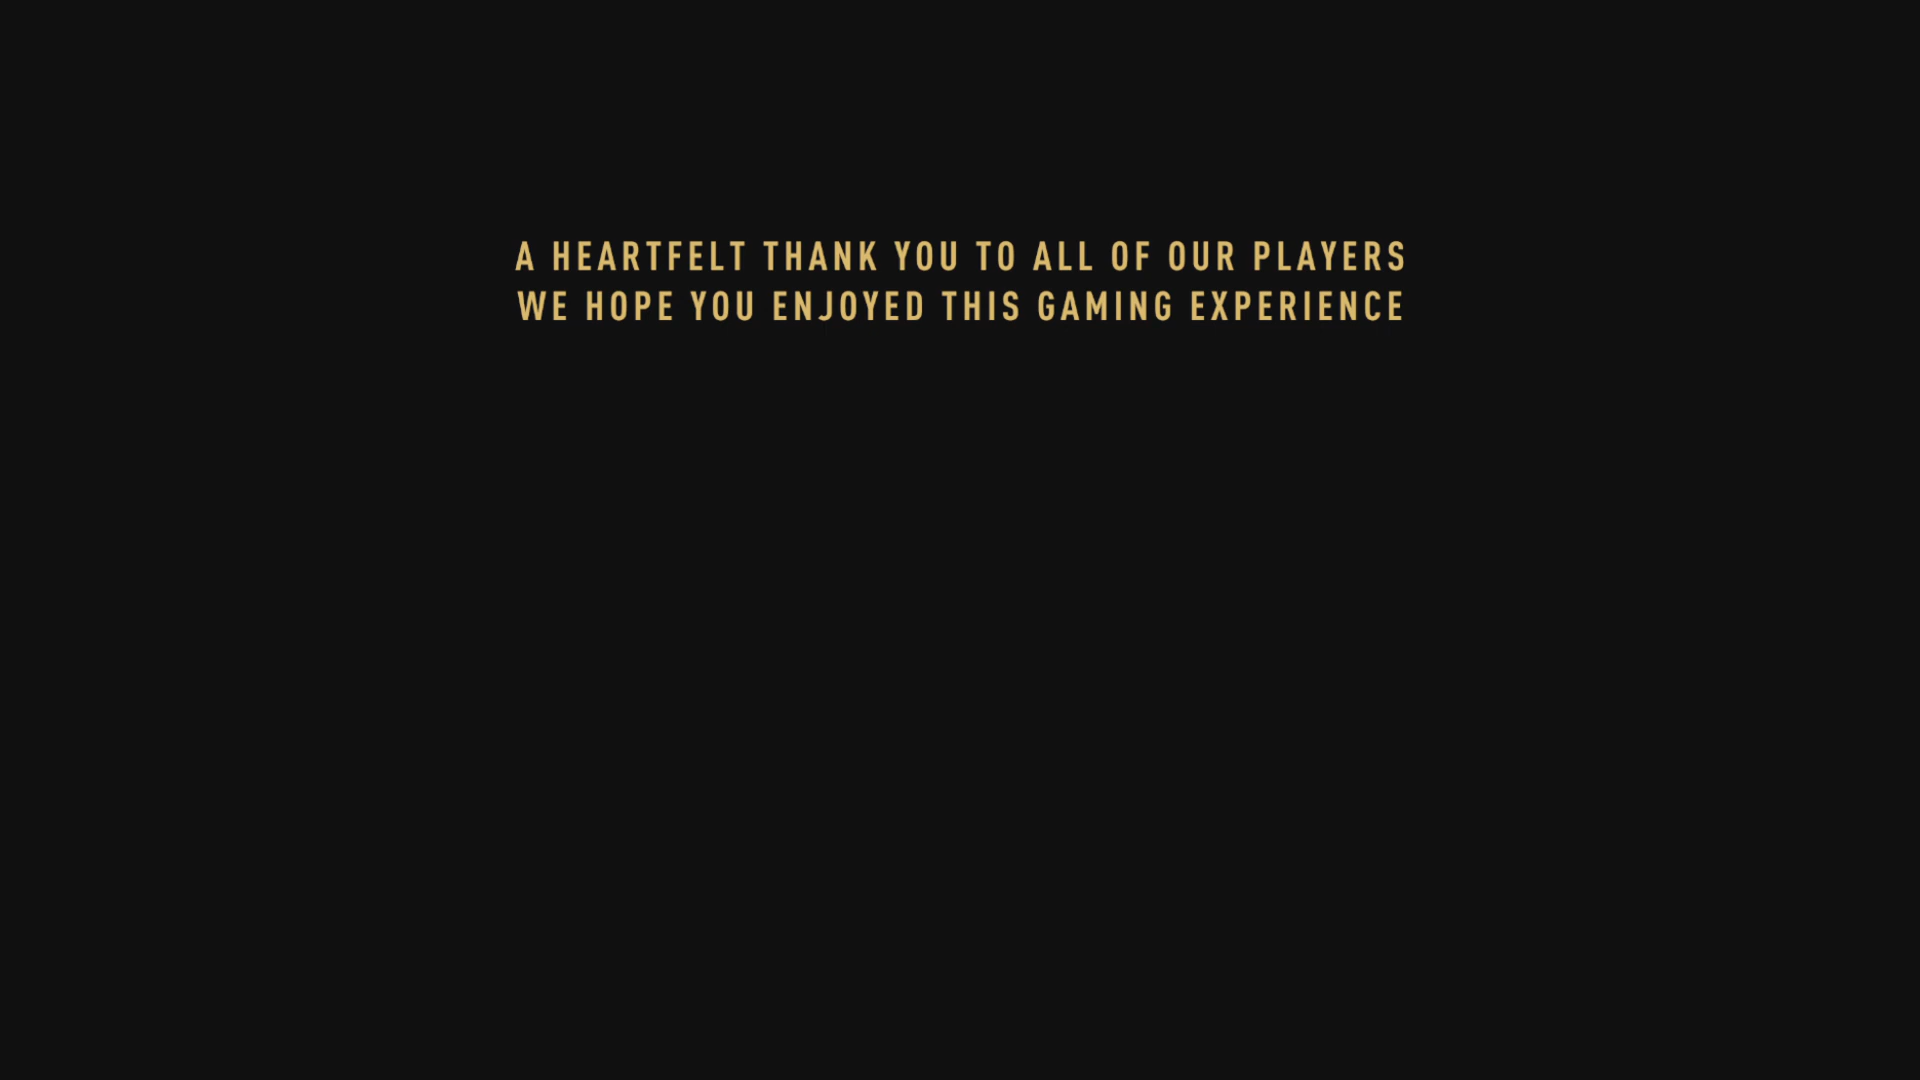 A HEARTFELT THANK YOU TO ALL OF OUR PLAYERS
WE HOPE YOU ENJOYED THIS GAMING EXPERIENCE